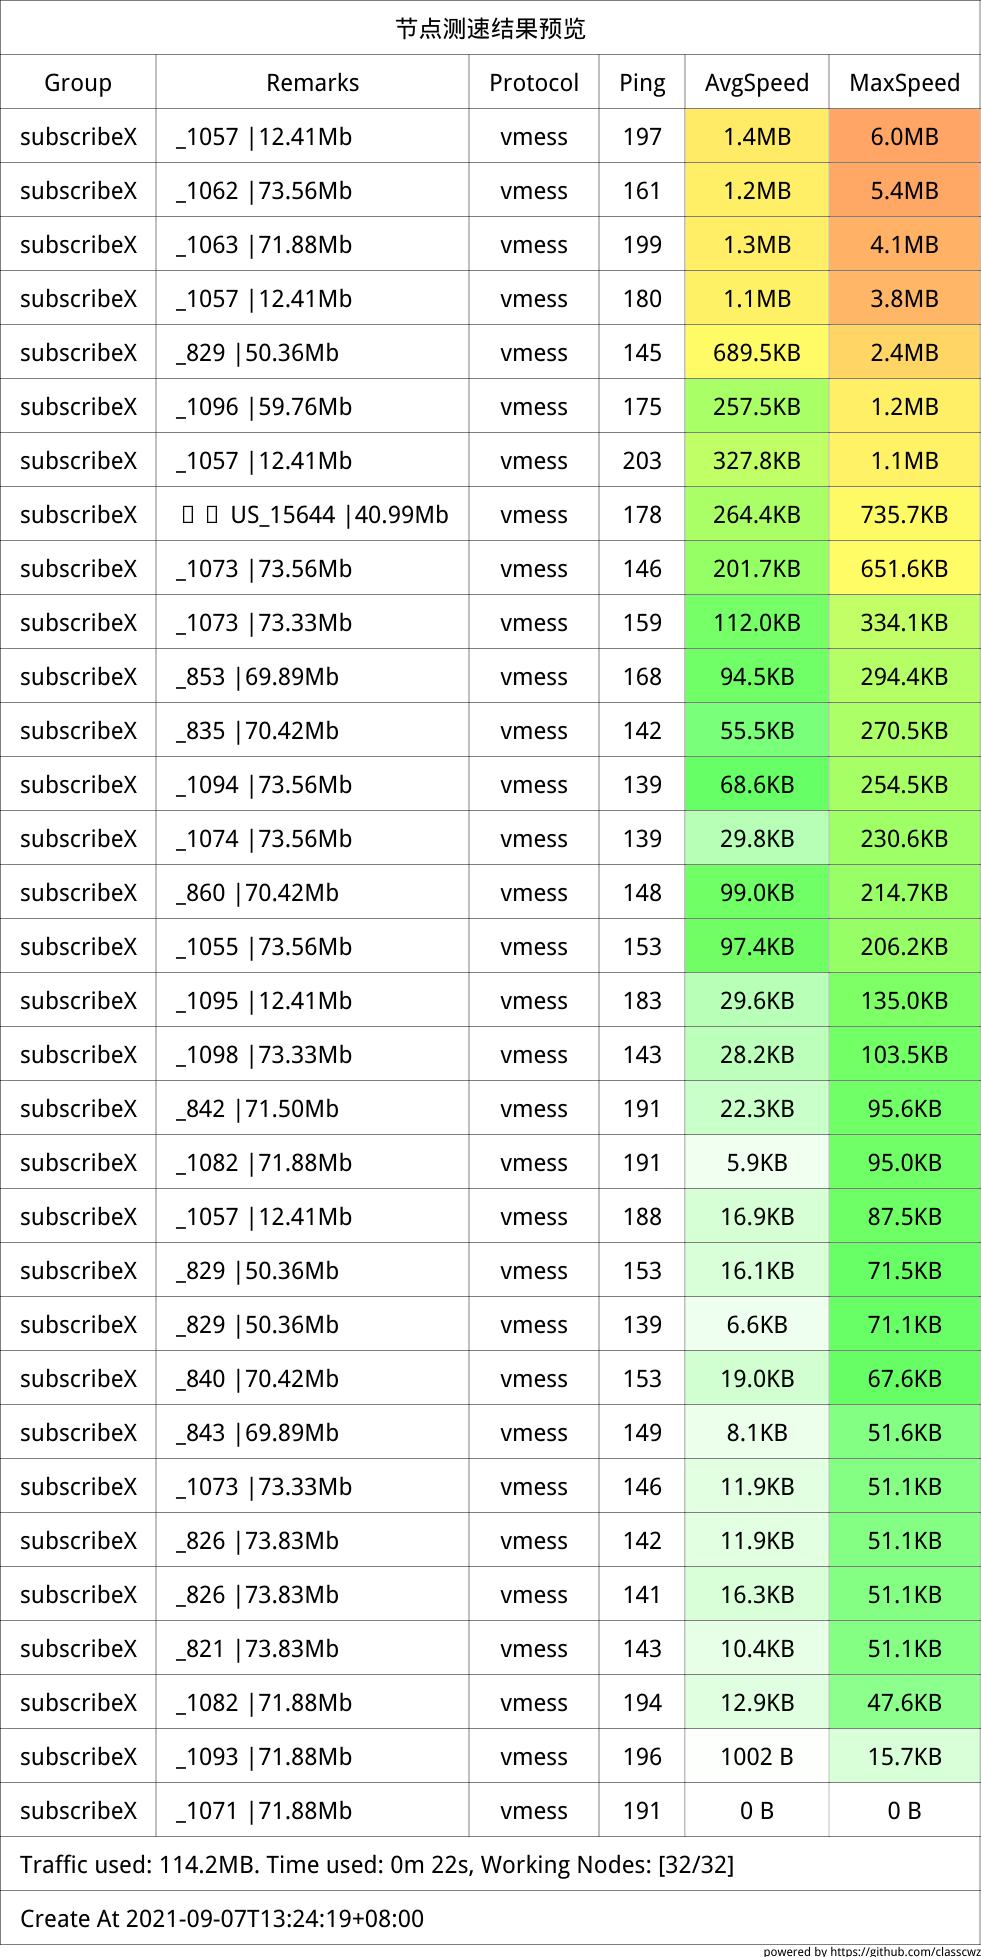 节点测速结果预览
Group Remarks Protocol Ping AvgSpeed MaxSpeed
subscribeX _1057 |12.41Mb vmess 197 1.4MB 6.0MB
subscribeX _1062 |73.56Mb vmess 161 1.2MB 5.4MB
subscribeX _1063 |71.88Mb vmess 199 1.3MB 4.1MB
subscribeX _1057 |12.41Mb vmess 180 1.1MB 3.8MB
subscribeX _829 |50.36Mb vmess 145 689.5KB 2.4MB
subscribeX _1096 |59.76Mb vmess 175 257.5KB 1.2MB
subscribeX _1057 |12.41Mb vmess 203 327.8KB 1.1MB
subscribeX US_15644 |40.99Mb vmess 178 264.4KB 735.7KB
subscribeX _1073 |73.56Mb vmess 146 201.7KB 651.6KB
subscribeX _1073 |73.33Mb vmess 159 112.0KB 334.1KB
subscribeX _853 |69.89Mb vmess 168 94.5KB 294.4KB
subscribeX _835 |70.42Mb vmess 142 55.5KB 270.5KB
subscribeX _1094 |73.56Mb vmess 139 68.6KB 254.5KB
subscribeX _1074 |73.56Mb vmess 139 29.8KB 230.6KB
subscribeX _860 |70.42Mb vmess 148 99.0KB 214.7KB
subscribeX _1055 |73.56Mb vmess 153 97.4KB 206.2KB
subscribeX _1095 |12.41Mb vmess 183 29.6KB 135.0KB
subscribeX _1098 |73.33Mb vmess 143 28.2KB 103.5KB
subscribeX _842 |71.50Mb vmess 191 22.3KB 95.6KB
subscribeX _1082 |71.88Mb vmess 191 5.9KB 95.0KB
subscribeX _1057 |12.41Mb vmess 188 16.9KB 87.5KB
subscribeX _829 |50.36Mb vmess 153 16.1KB 71.5KB
subscribeX _829 |50.36Mb vmess 139 6.6KB 71.1KB
subscribeX _840 |70.42Mb vmess 153 19.0KB 67.6KB
subscribeX _843 |69.89Mb vmess 149 8.1KB 51.6KB
subscribeX _1073 |73.33Mb vmess 146 11.9KB 51.1KB
subscribeX _826 |73.83Mb vmess 142 11.9KB 51.1KB
subscribeX _826 |73.83Mb vmess 141 16.3KB 51.1KB
subscribeX _821 |73.83Mb vmess 143 10.4KB 51.1KB
subscribeX _1082 |71.88Mb vmess 194 12.9KB 47.6KB
subscribeX _1093 |71.88Mb vmess 196 1002 B 15.7KB
subscribeX _1071 |71.88Mb vmess 191 0 B 0 B
Traffic used: 114.2MB. Time used: 0m 22s, Working Nodes: [32/32]
Create At 2021-09-07T13:24:19+08:00
powered by https://github.com/classcwz